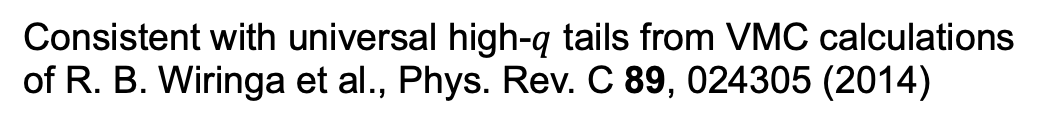 Consistent with universal high-q tails from VMC calculations
of R. B. Wiringa et al., Phys. Rev. C 89, 024305 (2014)